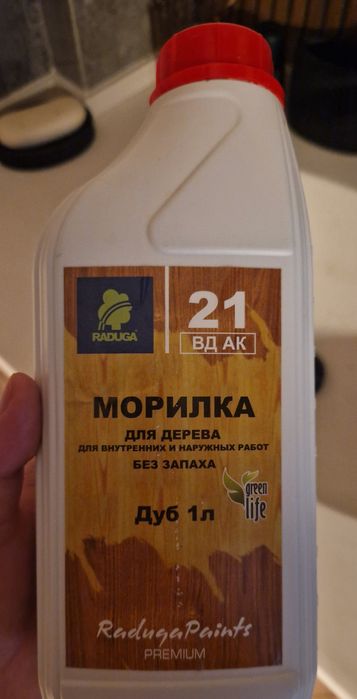 RADUGA
21
ВД АК
МОРИЛКА
ДЛЯ ДЕРЕВА
ДЛЯ ВНУТРЕННИХ И НАРУЖНЫХ РАБОТ
БЕЗ ЗАПАХА
green
life
Дуб 1л
RadugaPaints
PREMIUM